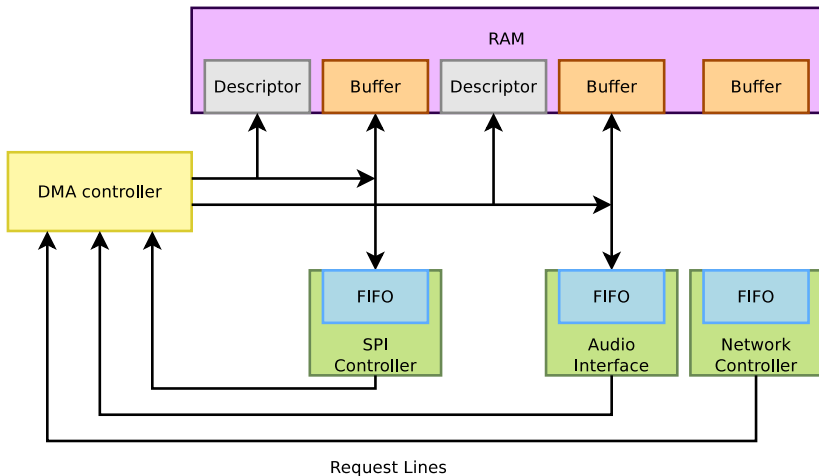 RAM
Descriptor
Buffer
Descriptor
Buffer
Buffer
DMA controller
FIFO
FIFO
FIFO
SPI
Controller
Audio
Interface
Network
Controller
Request Lines